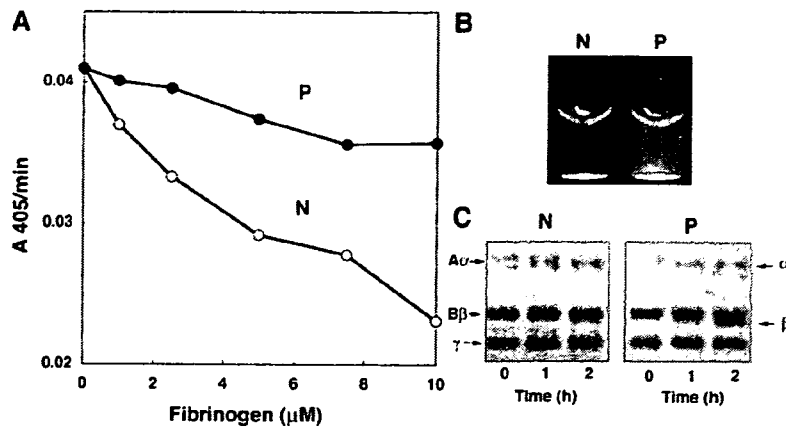 A
A 405/min
0.04
0.03
0.02
P
N
0 2 4 6 8 10
Fibrinogen (μM)
B
N P
C
N P
Aα
Bβ
γ
α
β
0 1 2 0 1 2
Time (h) Time (h)